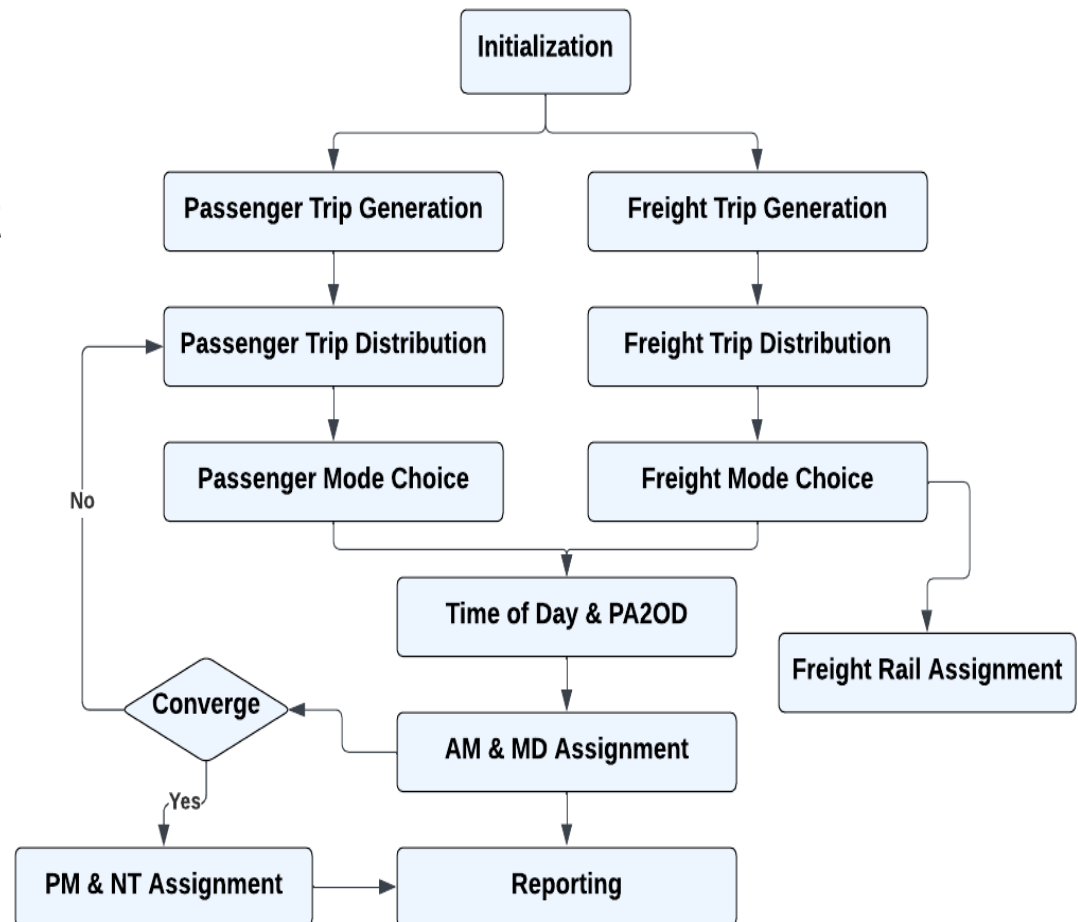 Initialization
Passenger Trip Generation
Freight Trip Generation
Passenger Trip Distribution
Freight Trip Distribution
Passenger Mode Choice
Freight Mode Choice
No
Time of Day & PA2OD
Freight Rail Assignment
Converge
AM & MD Assignment
Yes
PM & NT Assignment
Reporting